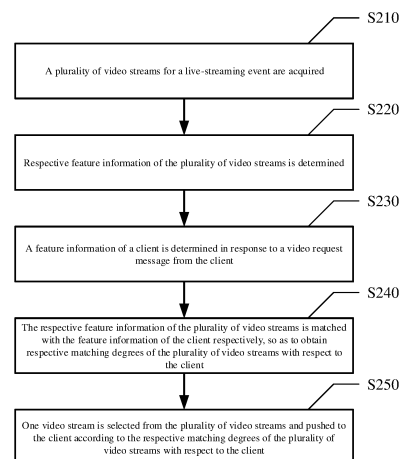 S210
A plurality of video streams for a live-streaming event are acquired
S220
Respective feature information of the plurality of video streams is determined
S230
A feature information of a client is determined in response to a video request
message from the client
S240
The respective feature information of the plurality of video streams is matched
with the feature information of the client respectively, so as to obtain
respective matching degrees of the plurality of video streams with respect to
the client
S250
One video stream is selected from the plurality of video streams and pushed to
the client according to the respective matching degrees of the plurality of
video streams with respect to the client